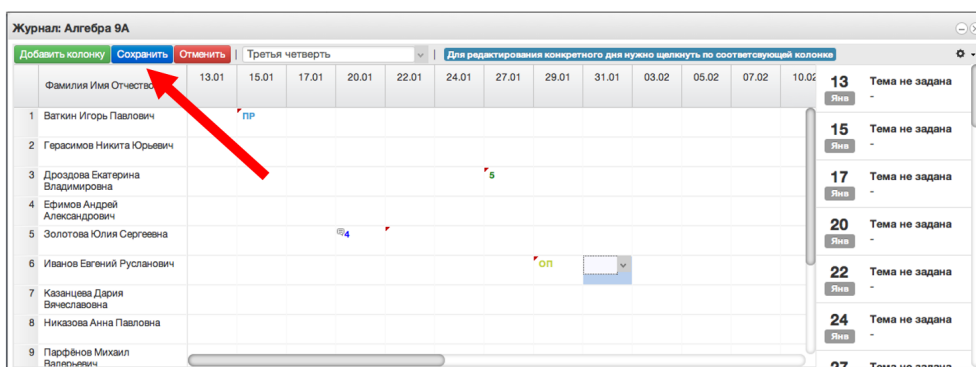 Журнал: Алгебра 9А
Добавить колонку Сохранить Отменить | Третья четверть | Для редактирования конкретного дня нужно щелкнуть по соответсвующей колонке
Фамилия Имя Отчество 13.01 15.01 17.01 20.01 22.01 24.01 27.01 29.01 31.01 03.02 05.02 07.02 10.02
1 Ваткин Игорь Павлович ПР
2 Герасимов Никита Юрьевич
3 Дроздова Екатерина Владимировна 5
4 Ефимов Андрей Александрович
5 Золотова Юлия Сергеевна 4
6 Иванов Евгений Русланович ОП
7 Казанцева Дария Вячеславовна
8 Никазова Анна Павловна
9 Парфёнов Михаил Валерьевич
13 Тема не задана
Янв -
15 Тема не задана
Янв -
17 Тема не задана
Янв -
20 Тема не задана
Янв -
22 Тема не задана
Янв -
24 Тема не задана
Янв -
27 Тема не задана